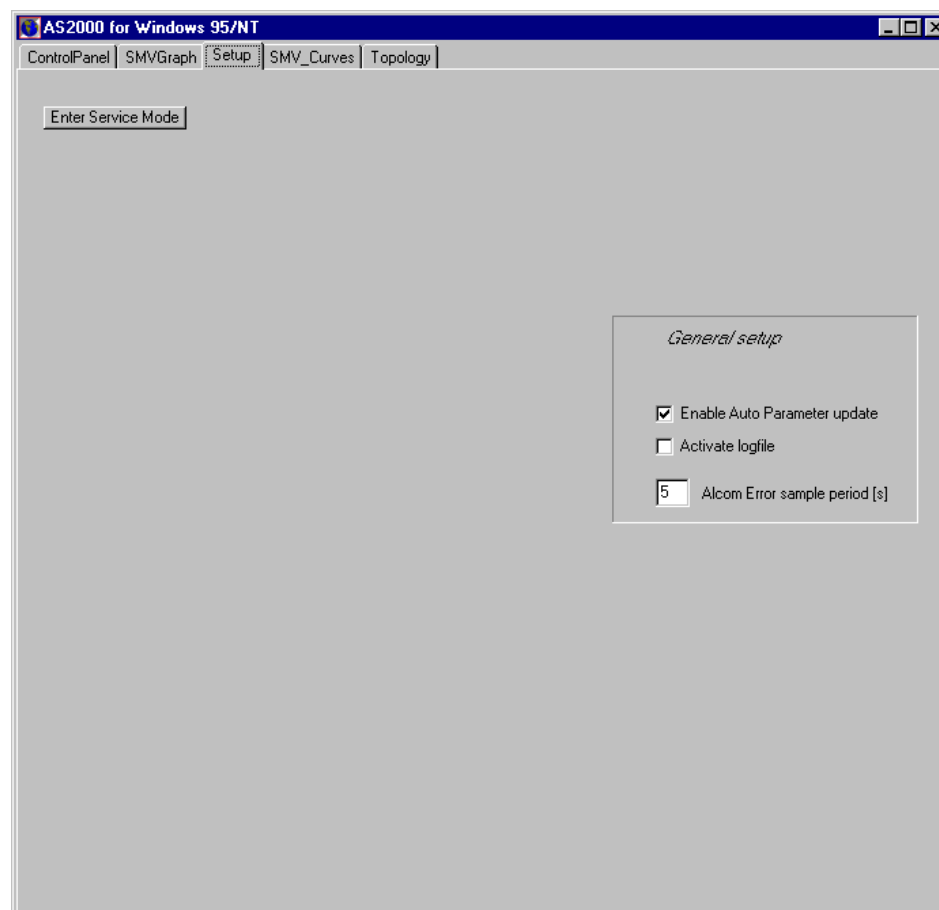 AS2000 for Windows 95/NT
ControlPanel SMVGraph Setup SMV_Curves Topology
Enter Service Mode
General setup
Enable Auto Parameter update
Activate logfile
5 Alcom Error sample period [s]